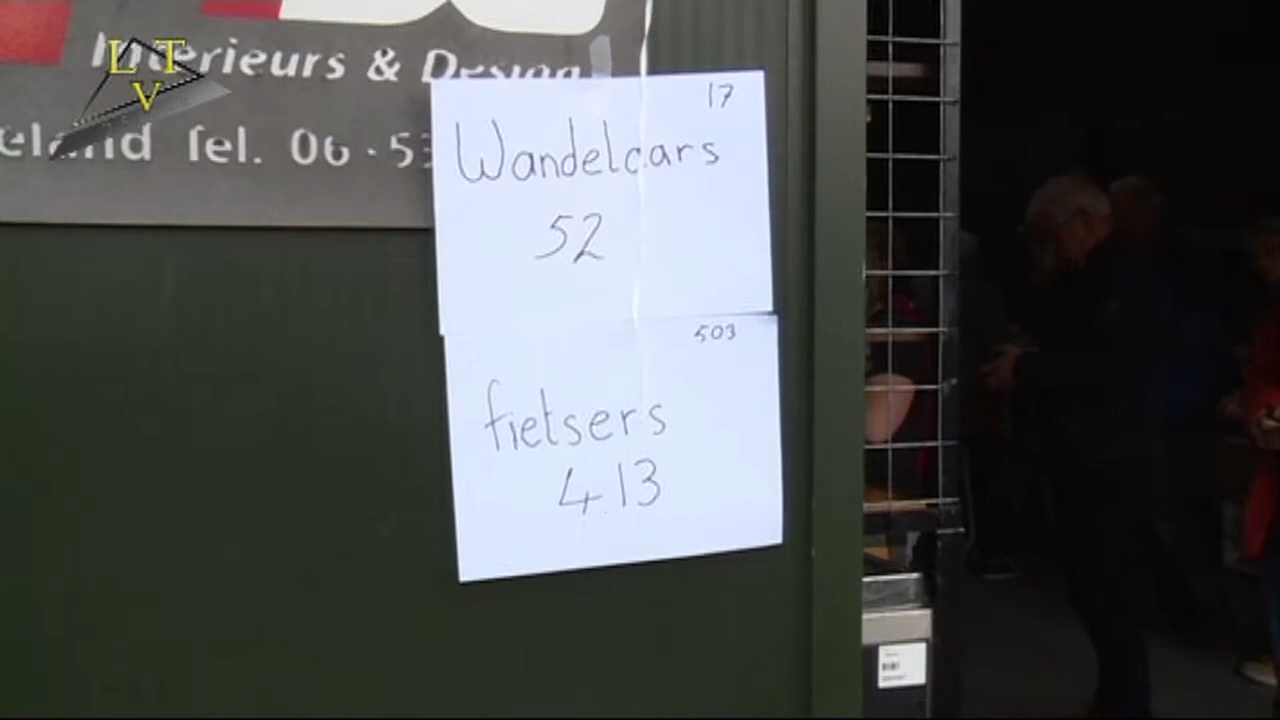 LTV
Interieurs & Design
eland Tel. 06-53
17
Wandelcars
52
503
fietsers
413